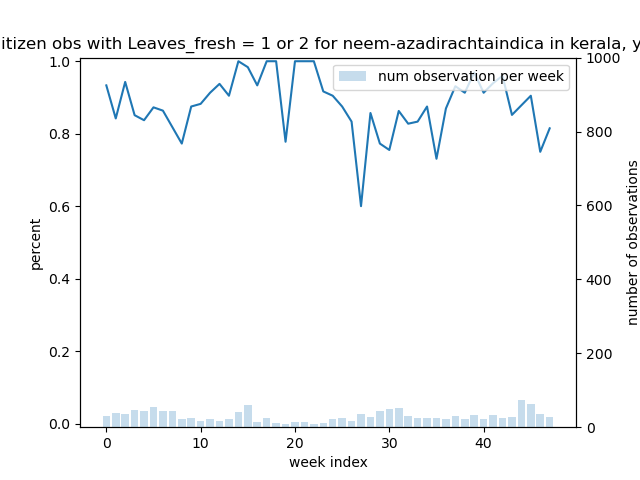 itizen obs with Leaves_fresh = 1 or 2 for neem-azadirachtaindica in kerala, y
num observation per week
1.0
0.8
0.6
0.4
0.2
0.0
percent
1000
800
600
400
200
0
number of observations
0 10 20 30 40
week index